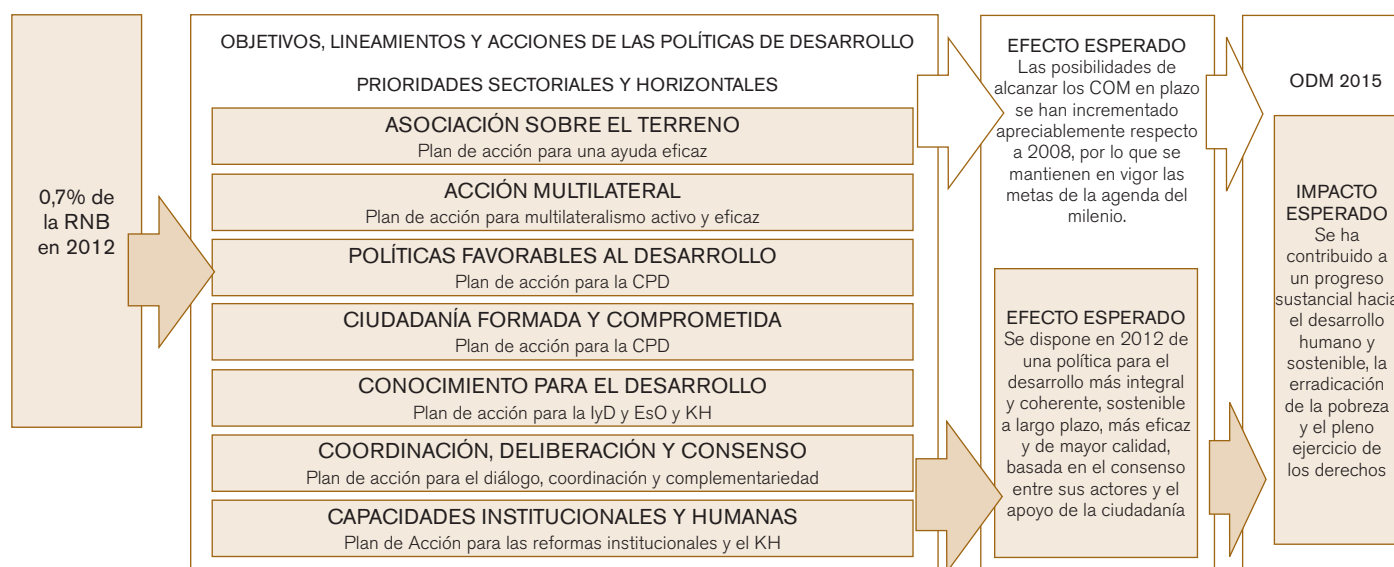 0,7% de
la RNB
en 2012
OBJETIVOS, LINEAMIENTOS Y ACCIONES DE LAS POLÍTICAS DE DESARROLLO
PRIORIDADES SECTORIALES Y HORIZONTALES
ASOCIACIÓN SOBRE EL TERRENO
Plan de acción para una ayuda eficaz
ACCIÓN MULTILATERAL
Plan de acción para multilateralismo activo y eficaz
POLÍTICAS FAVORABLES AL DESARROLLO
Plan de acción para la CPD
CIUDADANÍA FORMADA Y COMPROMETIDA
Plan de acción para la CPD
CONOCIMIENTO PARA EL DESARROLLO
Plan de acción para la IyD y EsO y KH
COORDINACIÓN, DELIBERACIÓN Y CONSENSO
Plan de acción para el diálogo, coordinación y complementariedad
CAPACIDADES INSTITUCIONALES Y HUMANAS
Plan de Acción para las reformas institucionales y el KH
EFECTO ESPERADO
Las posibilidades de
alcanzar los COM en plazo
se han incrementado
apreciablemente respecto
a 2008, por lo que se
mantienen en vigor las
metas de la agenda del
milenio.
EFECTO ESPERADO
Se dispone en 2012 de
una política para el
desarrollo más integral
y coherente, sostenible
a largo plazo, más eficaz
y de mayor calidad,
basada en el consenso
entre sus actores y el
apoyo de la ciudadanía
ODM 2015
IMPACTO
ESPERADO
Se ha
contribuido a
un progreso
sustancial hacia
el desarrollo
humano y
sostenible, la
erradicación
de la pobreza
y el pleno
ejercicio de
los derechos